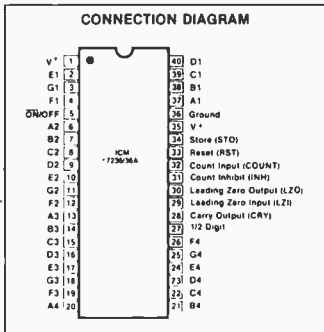 CONNECTION DIAGRAM
V+ 1
E1 2
G1 3
F1 4
ON/OFF 5
A2 6
B2 7
C2 8
D2 9
E2 10
G2 11
F2 12
A3 13
B3 14
C3 15
D3 16
E3 17
G3 18
F3 19
A4 20
ICM
7236/36A
40 D1
39 C1
38 B1
37 A1
36 Ground
35 V+
34 Store (STO)
33 Reset (RST)
32 Count Input (COUNT)
31 Count Inhibit (INH)
30 Leading Zero Output (LZO)
29 Leading Zero Input (LZI)
28 Carry Output (CRY)
27 1/2 Digit
26 F4
25 G4
24 E4
23 D4
22 C4
21 B4